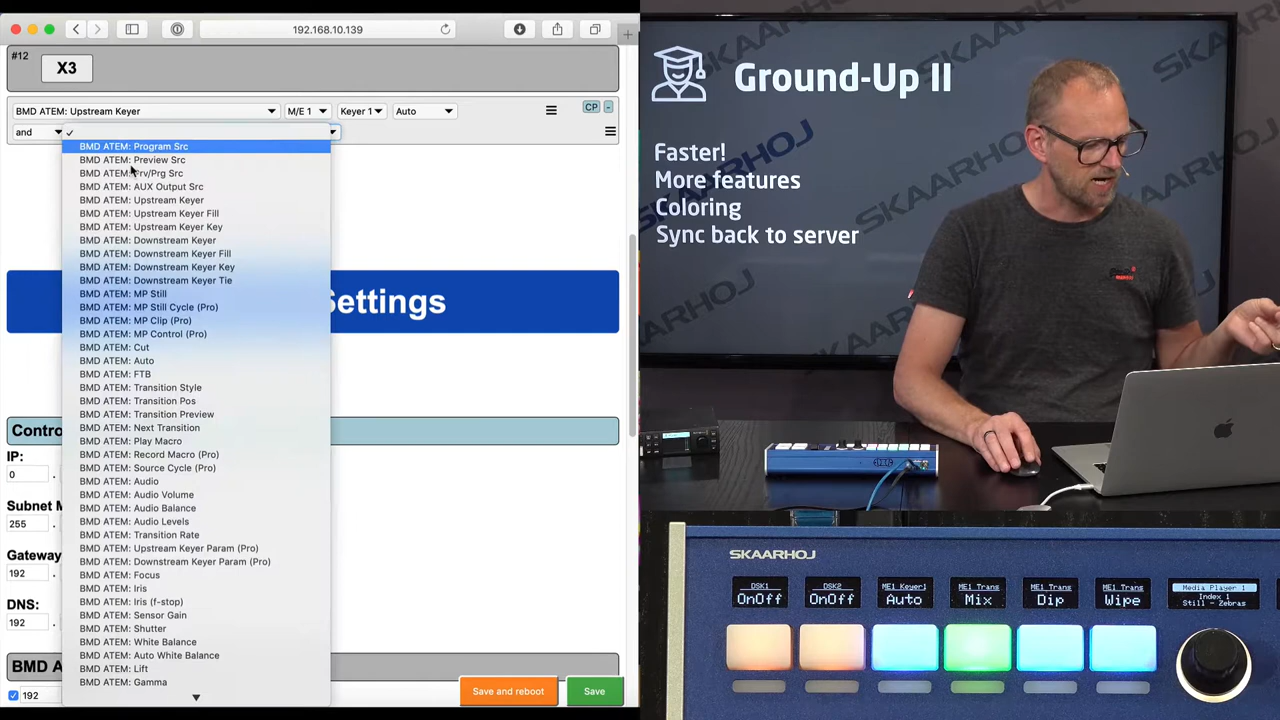 192.168.10.139
#12
X3
BMD ATEM: Upstream Keyer
M/E 1
Keyer 1
Auto
CP
-
and
BMD ATEM: Program Src
BMD ATEM: Preview Src
BMD ATEM: Prv/Prg Src
BMD ATEM: AUX Output Src
BMD ATEM: Upstream Keyer
BMD ATEM: Upstream Keyer Fill
BMD ATEM: Upstream Keyer Key
BMD ATEM: Downstream Keyer
BMD ATEM: Downstream Keyer Fill
BMD ATEM: Downstream Keyer Key
BMD ATEM: Downstream Keyer Tie
BMD ATEM: MP Still
BMD ATEM: MP Still Cycle (Pro)
BMD ATEM: MP Clip (Pro)
BMD ATEM: MP Control (Pro)
BMD ATEM: Cut
BMD ATEM: Auto
BMD ATEM: FTB
BMD ATEM: Transition Style
BMD ATEM: Transition Pos
BMD ATEM: Transition Preview
BMD ATEM: Next Transition
BMD ATEM: Play Macro
BMD ATEM: Record Macro (Pro)
BMD ATEM: Source Cycle (Pro)
BMD ATEM: Audio
BMD ATEM: Audio Volume
BMD ATEM: Audio Balance
BMD ATEM: Audio Levels
BMD ATEM: Transition Rate
BMD ATEM: Upstream Keyer Param (Pro)
BMD ATEM: Downstream Keyer Param (Pro)
BMD ATEM: Focus
BMD ATEM: Iris
BMD ATEM: Iris (f-stop)
BMD ATEM: Sensor Gain
BMD ATEM: Shutter
BMD ATEM: White Balance
BMD ATEM: Auto White Balance
BMD ATEM: Lift
BMD ATEM: Gamma
Settings
Contro
IP:
0
Subnet M
255 .
Gateway
192 .
DNS:
192 .
BMD A
192
Save and reboot
Save
Ground-Up II
Faster!
More features
Coloring
Sync back to server
SKAARHOJ
SKAARHOJ
DSK1
OnOff
DSK2
OnOff
ME1 Keyer1
Auto
ME1 Trans
Mix
ME1 Trans
Dip
ME1 Trans
Wipe
Media Player 1
Index 1
Still - Zebras